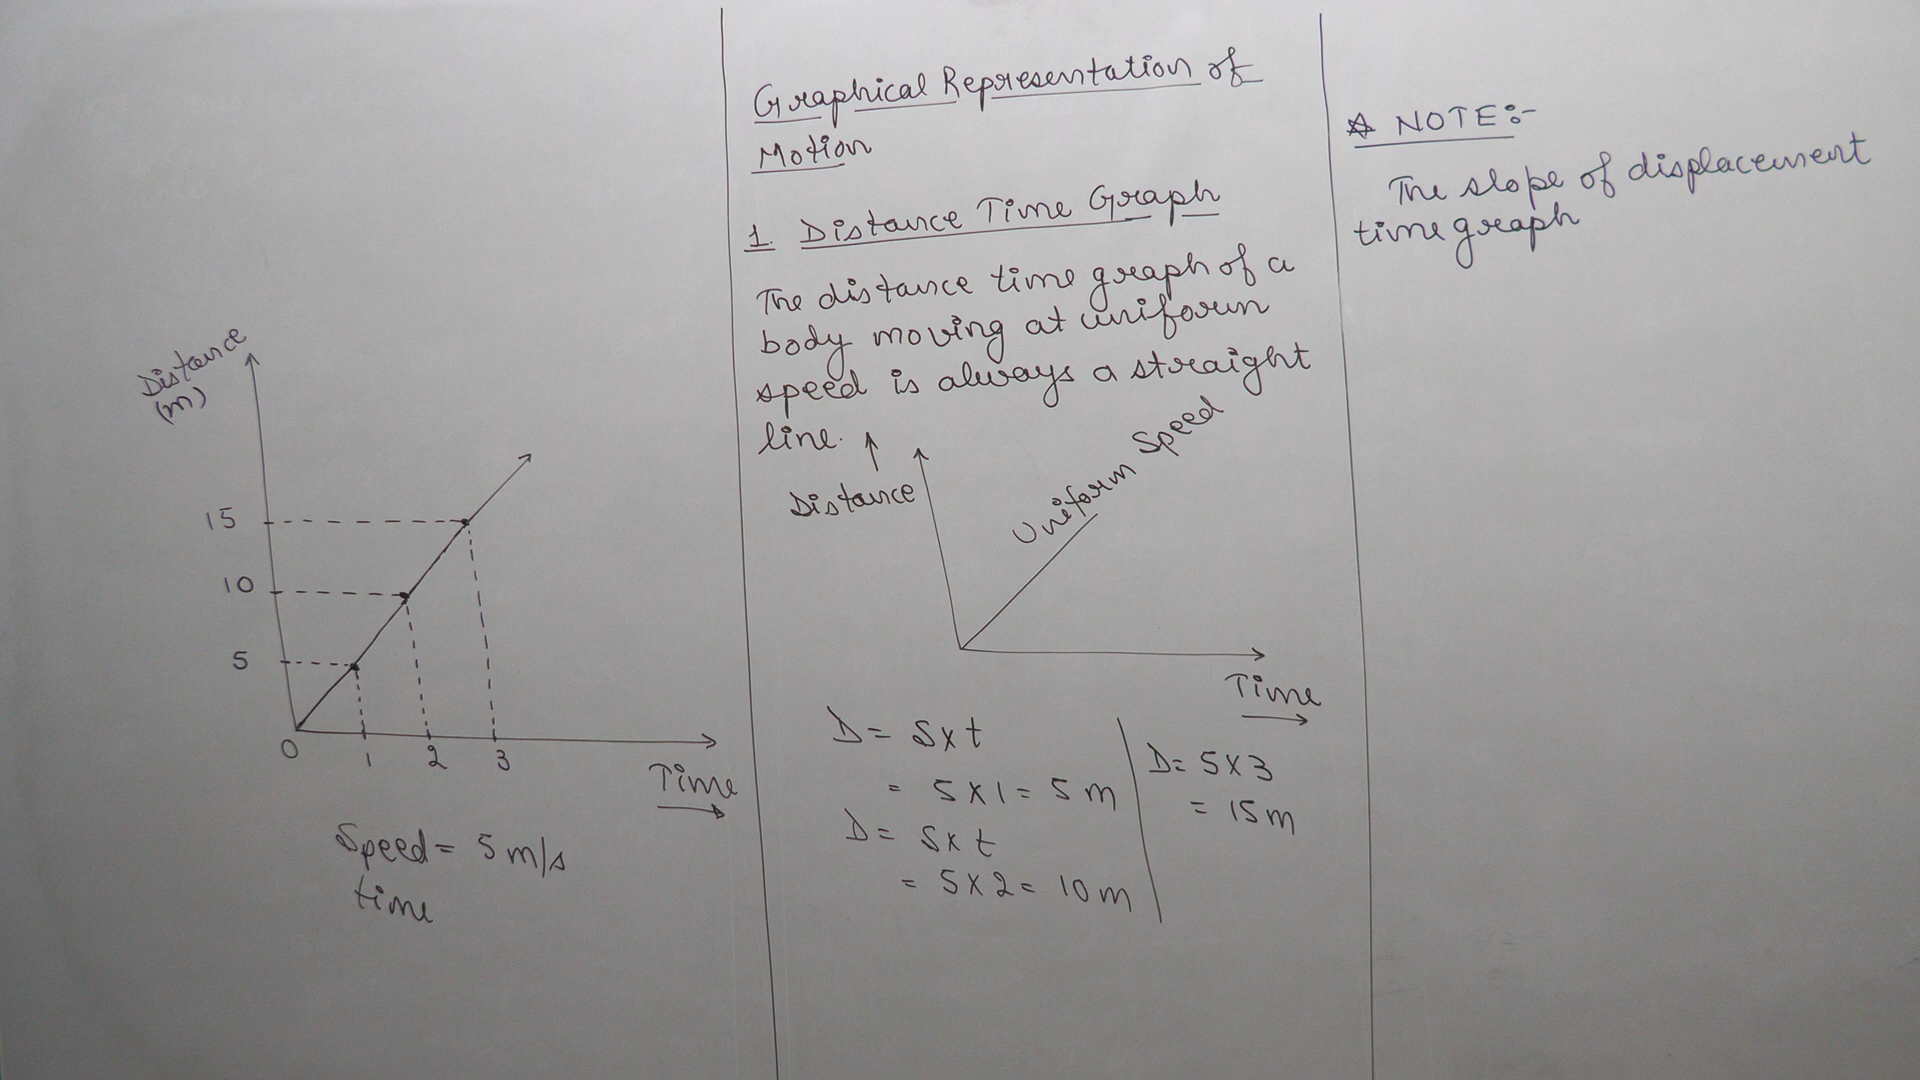 Distance
(m)
15
10
5
0
1 2 3
Time
Speed = 5 m/s
time
Graphical Representation of
Motion
1. Distance Time Graph
The distance time graph of a
body moving at uniform
speed is always a straight
line.
Distance
Uniform Speed
Time
D = S x t
= 5 x 1 = 5 m
D = S x t
= 5 x 2 = 10 m
D = 5 x 3
= 15 m
☆ NOTE:-
The slope of displacement
time graph